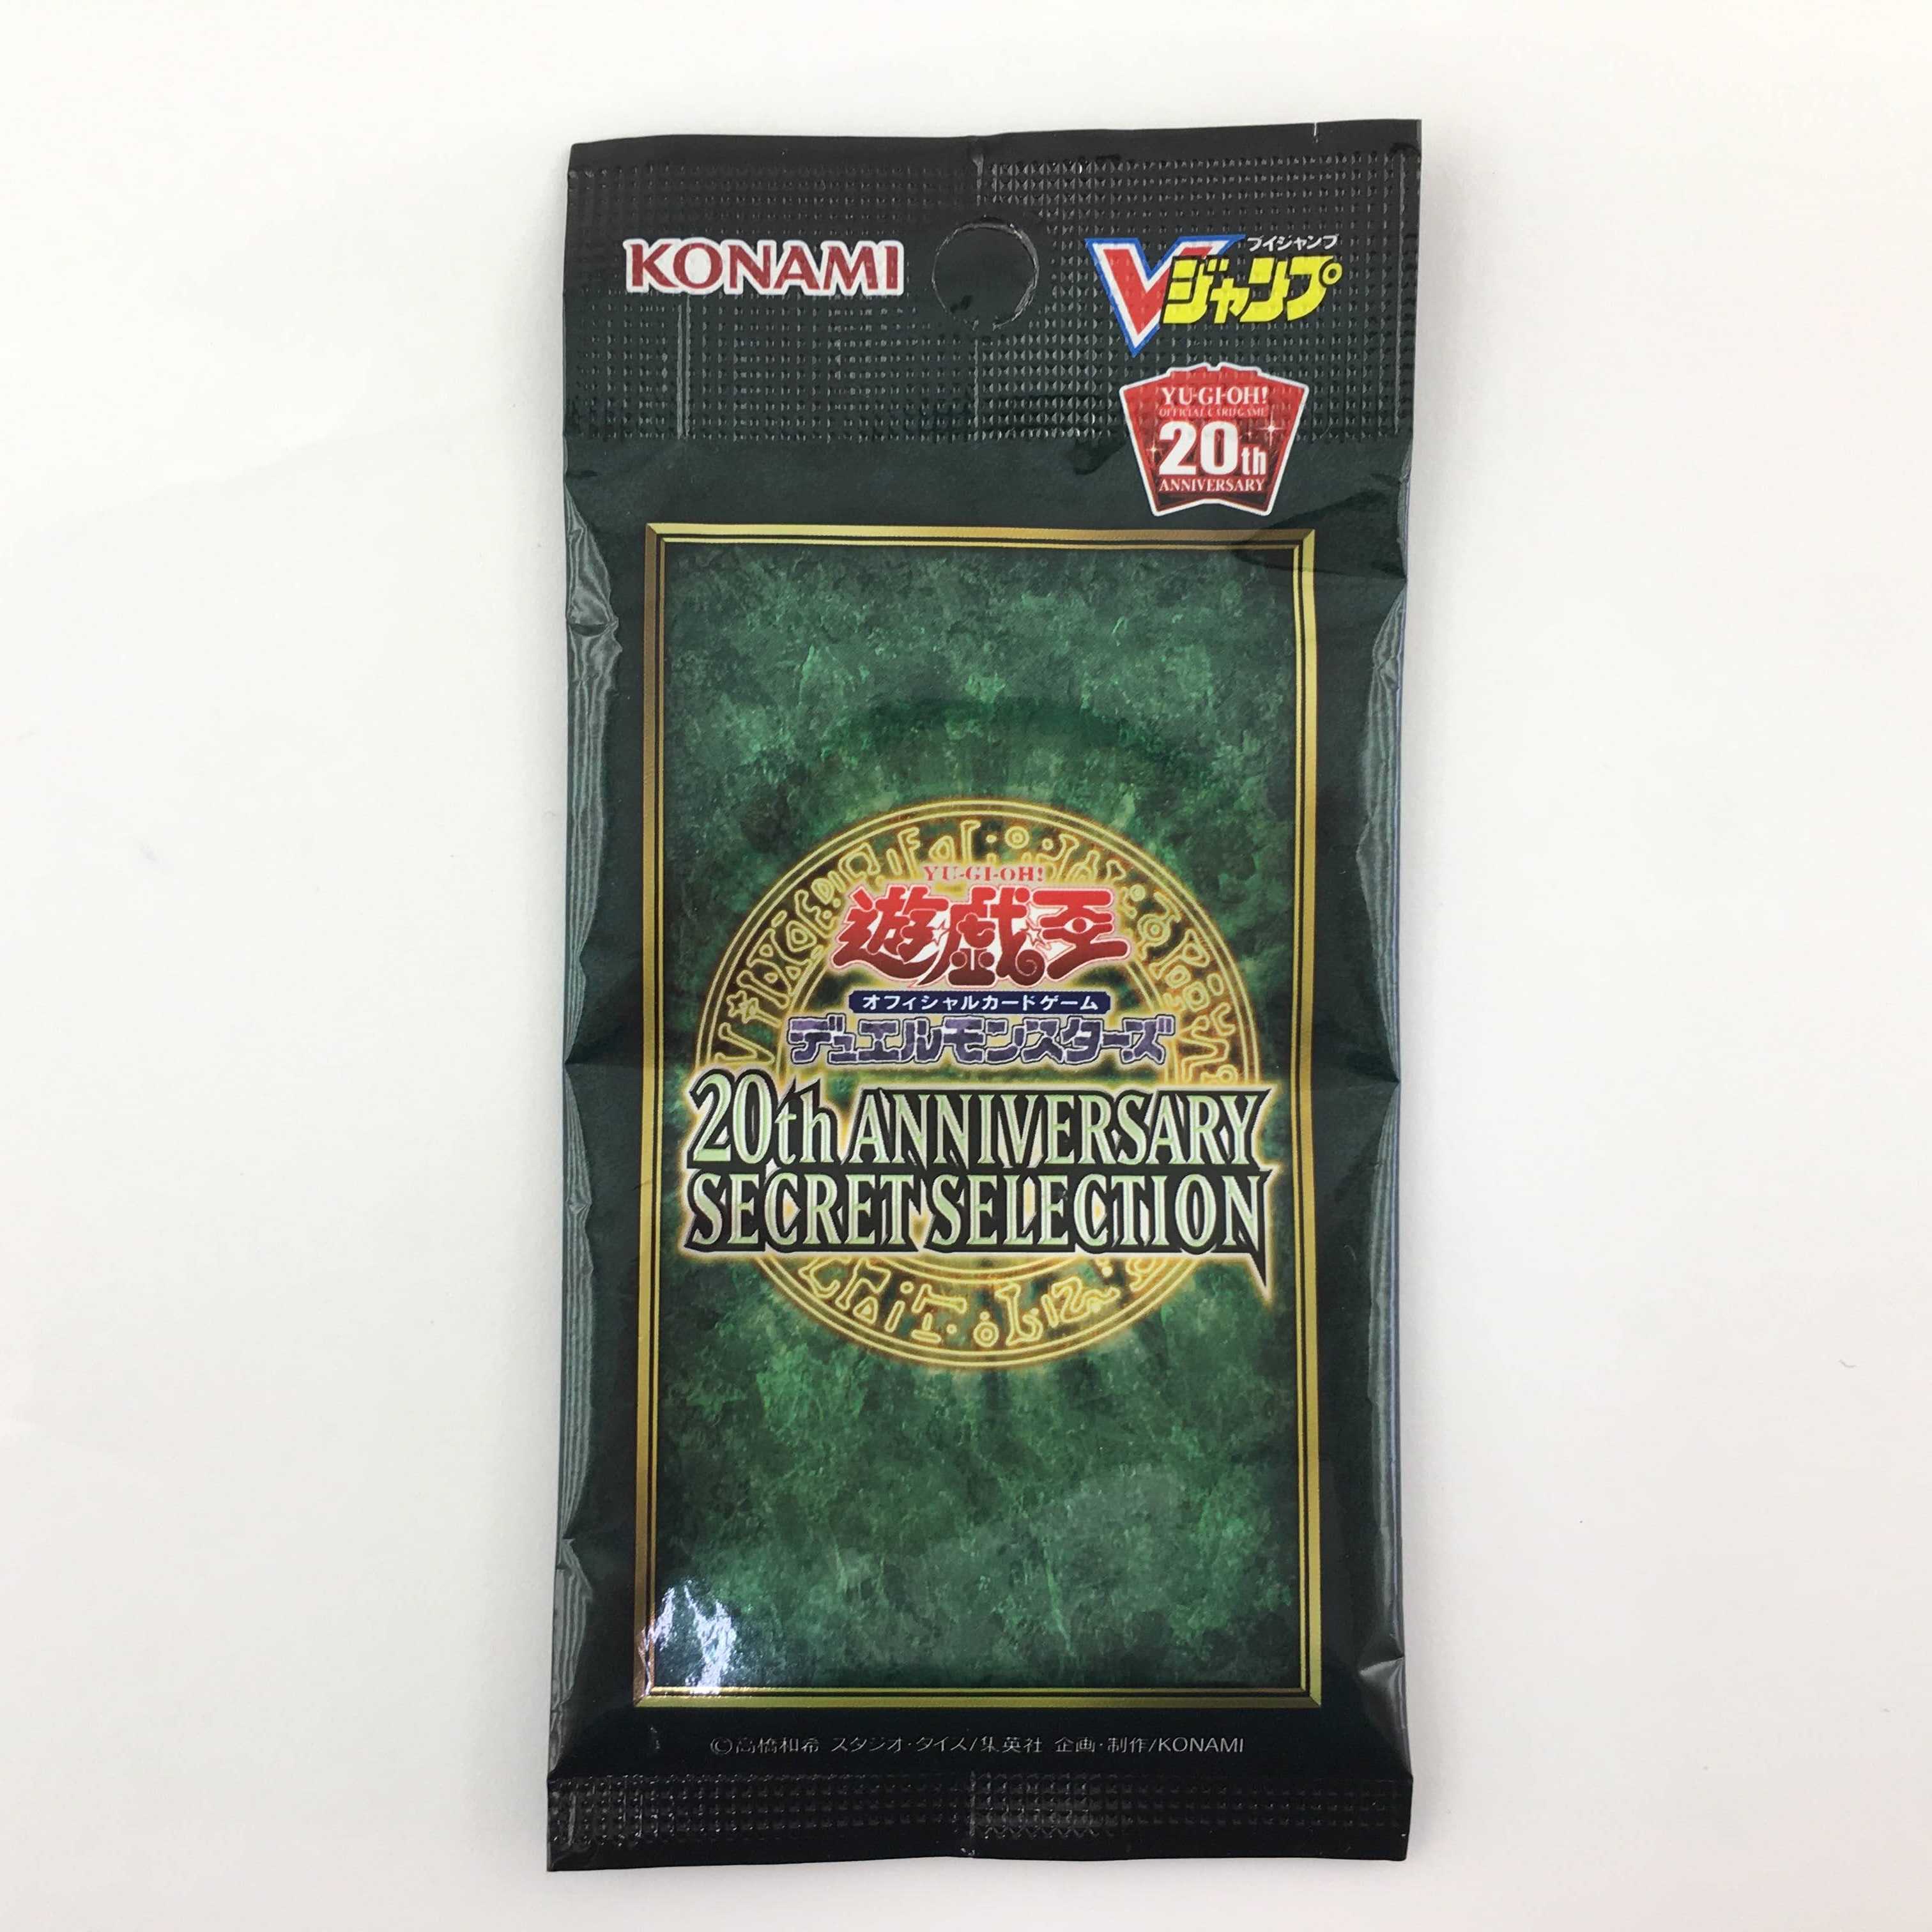 KONAMI
ブイジャンプ
Vジャンプ
YU-GI-OH!
OFFICIAL CARD GAME
20th
ANNIVERSARY
YU-GI-OH!
遊☆戯☆王
オフィシャルカードゲーム
デュエルモンスターズ
20th ANNIVERSARY
SECRET SELECTION
©高橋和希 スタジオ・ダイス/集英社 企画・制作/KONAMI